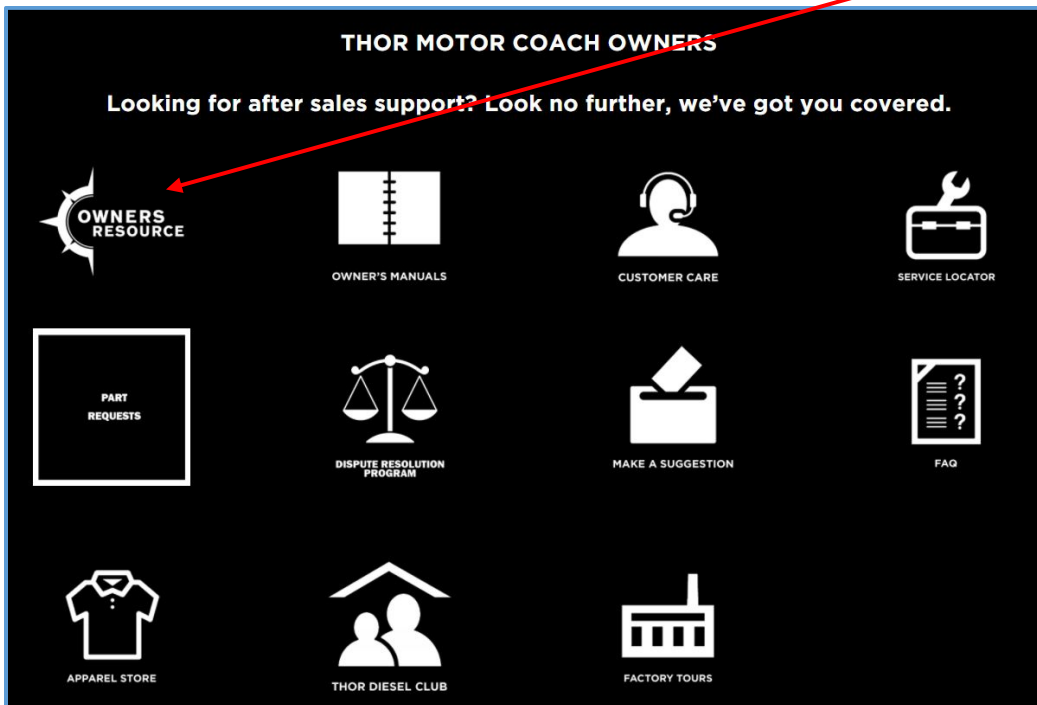 THOR MOTOR COACH OWNERS
Looking for after sales support? Look no further, we've got you covered.
OWNERS
RESOURCE
OWNER'S MANUALS
CUSTOMER CARE
SERVICE LOCATOR
PART
REQUESTS
DISPUTE RESOLUTION
PROGRAM
MAKE A SUGGESTION
? 
?
?
FAQ
APPAREL STORE
THOR DIESEL CLUB
FACTORY TOURS